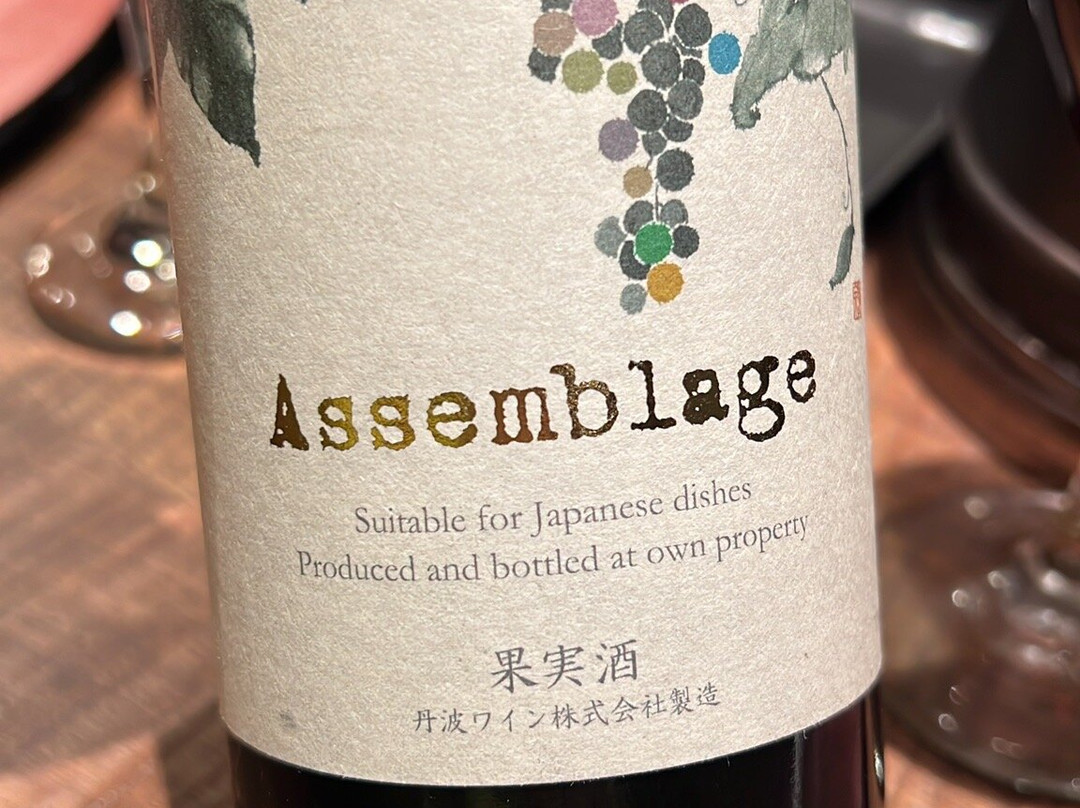 Assemblage
Suitable for Japanese dishes
Produced and bottled at own property
果実酒
丹波ワイン株式会社製造